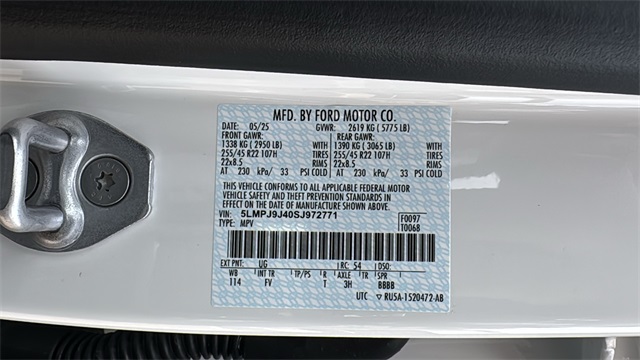 MFD. BY FORD MOTOR CO.
DATE: 05/25 GVWR: 2619 KG (5775 LB)
FRONT GAWR: REAR GAWR:
1338 KG (2950 LB) WITH 1390 KG (3065 LB) WITH
255/45 R22 107H TIRES 255/45 R22 107H TIRES
22x8.5 RIMS 22x8.5 RIMS
AT 230 kPa/ 33 PSI COLD AT 230 kPa/ 33 PSI COLD
THIS VEHICLE CONFORMS TO ALL APPLICABLE FEDERAL MOTOR
VEHICLE SAFETY AND THEFT PREVENTION STANDARDS IN EFFECT
ON THE DATE OF MANUFACTURE SHOWN ABOVE.
VIN: 5LMPJ9J40SJ972771 F0097
TYPE: MPV T0068
EXT PNT: UG RC: 54 DSO:
WB INT TR TP/PS R AXLE TR SPR
114 FV T 3H BBBB
UTC ▽ RU5A-1520472-AB